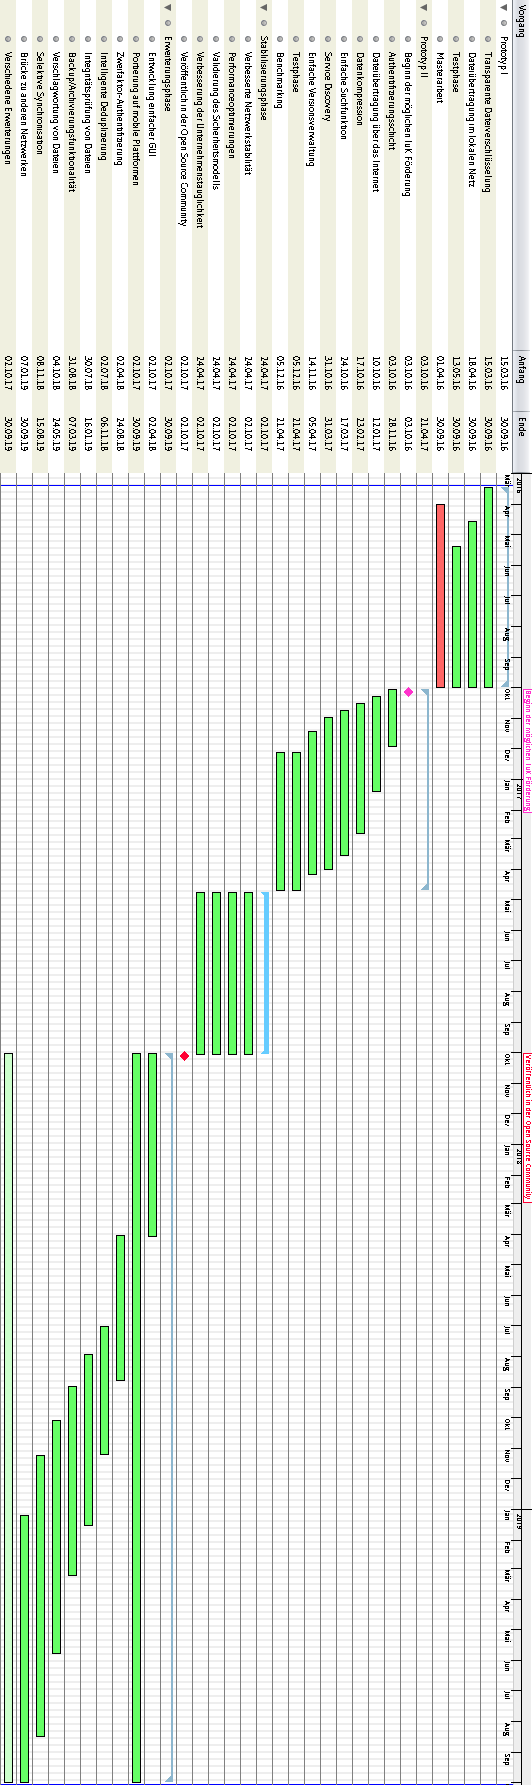 [Beginn der möglichen IuK Förderung] [Veröffentlich in der Open Source Community]
Vorgang Anfang Ende 2016 2017 2018 2019
Mär Apr Mai Jun Jul Aug Sep Okt Nov Dez Jan Feb Mär Apr Mai Jun Jul Aug Sep Okt Nov Dez Jan Feb Mär Apr Mai Jun Jul Aug Sep Okt Nov Dez Jan Feb Mär Apr Mai Jun Jul Aug Sep
Prototyp I 15.03.16 30.09.16
Transparente Dateiverschlüsselung 15.03.16 30.09.16
Dateiübertragung im lokalen Netz 18.04.16 30.09.16
Testphase 13.05.16 30.09.16
Masterarbeit 01.04.16 30.09.16
Prototyp II 03.10.16 21.04.17
Beginn der möglichen IuK Förderung 03.10.16 03.10.16
Authentifizierungsschicht 03.10.16 28.11.16
Dateiübertragung über das Internet 10.10.16 12.01.17
Datenkompression 17.10.16 23.02.17
Einfache Suchfunktion 24.10.16 17.03.17
Service Discovery 31.10.16 31.03.17
Einfache Versionsverwaltung 14.11.16 05.04.17
Testphase 05.12.16 21.04.17
Benchmarking 05.12.16 21.04.17
Stabilisierungsphase 24.04.17 02.10.17
Verbesserte Netzwerkstabilität 24.04.17 02.10.17
Performanceoptimierungen 24.04.17 02.10.17
Validierung des Sicherheitsmodells 24.04.17 02.10.17
Verbesserung der Unternehmenstauglichkeit 24.04.17 02.10.17
Veröffentlich in der Open Source Community 02.10.17 02.10.17
Erweiterungsphase 02.10.17 30.09.19
Entwicklung einfacher GUI 02.10.17 02.04.18
Portierung auf mobile Plattformen 02.10.17 30.09.19
Zweifaktor-Authentifizierung 02.04.18 24.08.18
Intelligente Deduplizierung 02.07.18 06.11.18
Integritätsprüfung von Dateien 30.07.18 16.01.19
Backup/Archivierungsfunktionalität 31.08.18 07.03.19
Verschlagwortung von Dateien 04.10.18 24.05.19
Selektive Synchronisation 08.11.18 15.08.19
Brücke zu anderen Netzwerken 07.01.19 30.09.19
Verschiedene Erweiterungen 02.10.17 30.09.19